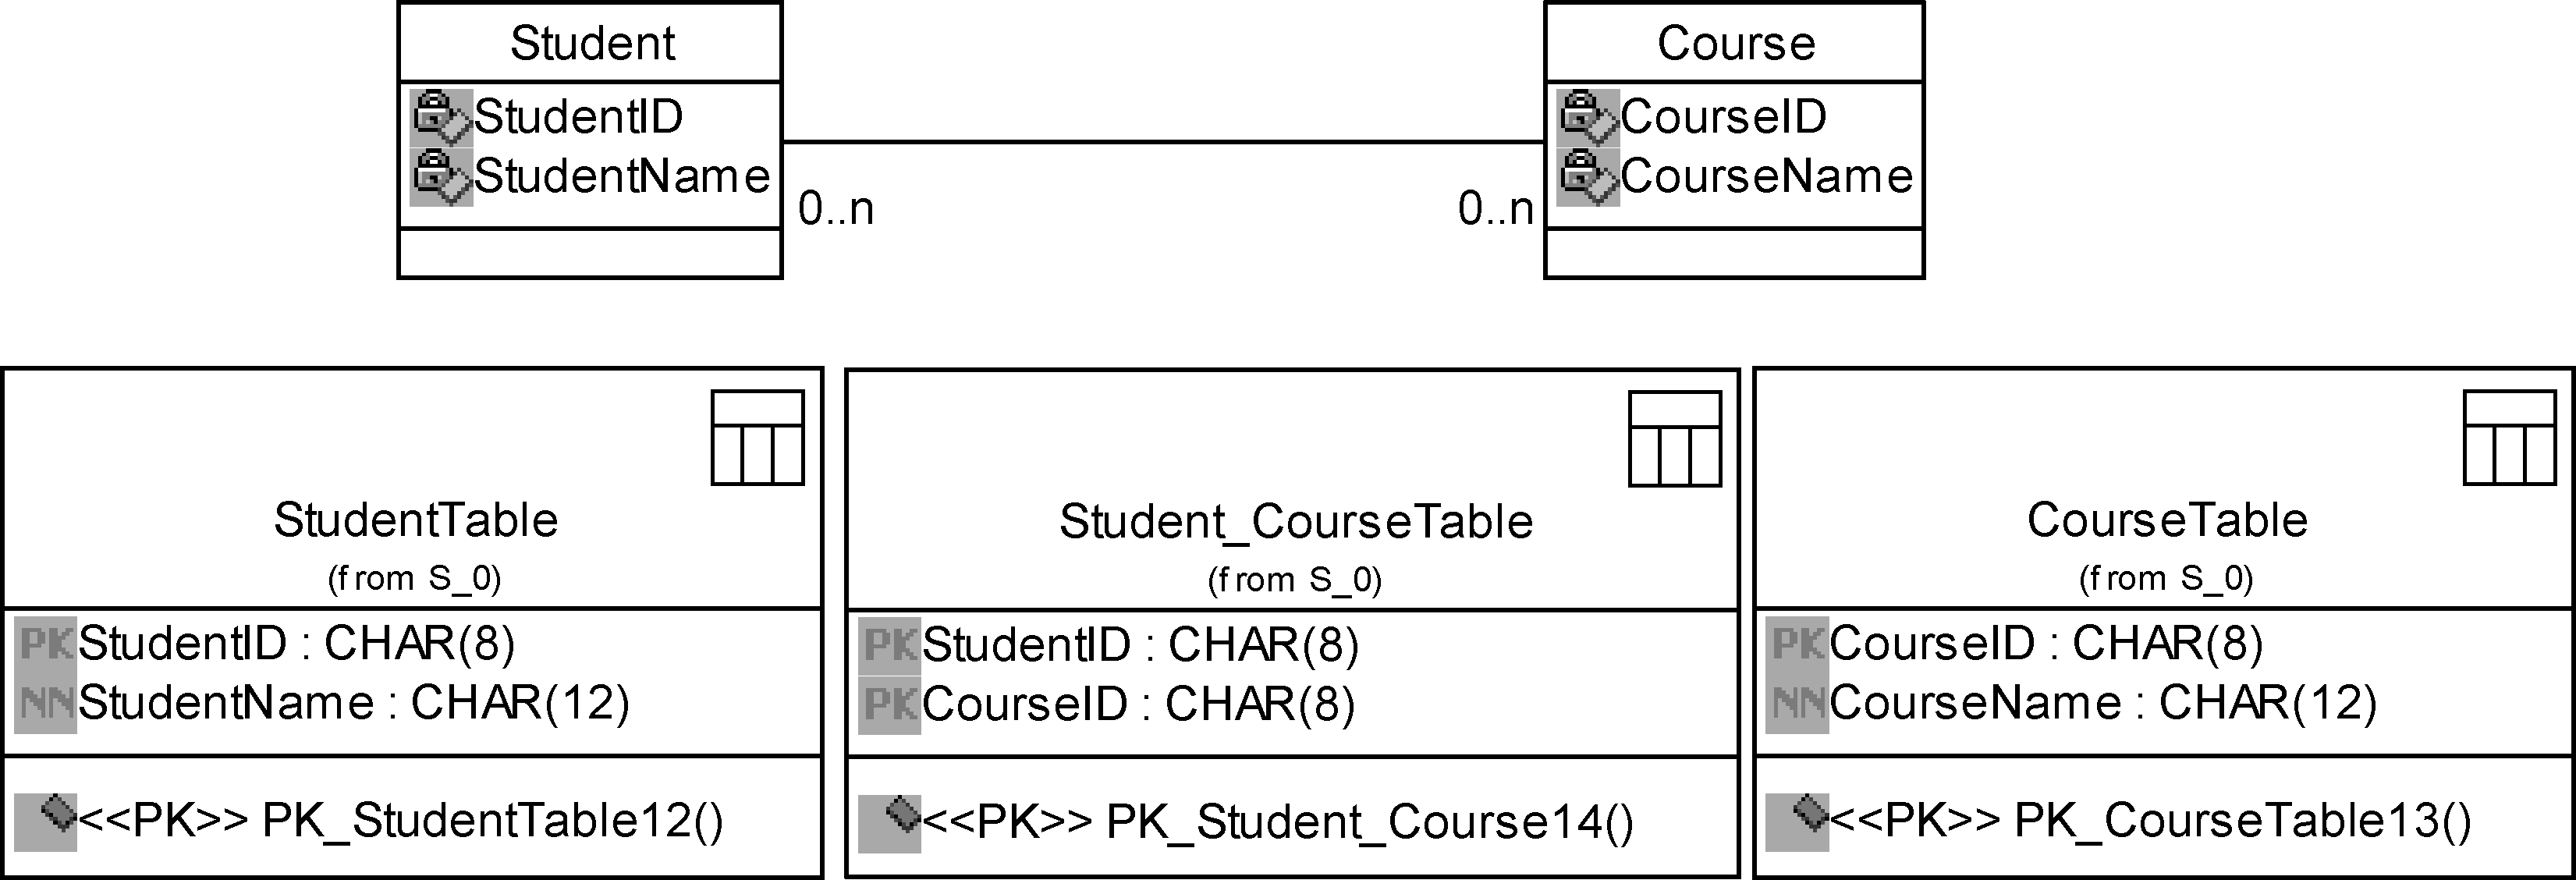 Student
StudentID
StudentName
0..n
0..n
Course
CourseID
CourseName
StudentTable
(from S_0)
PK StudentID : CHAR(8)
NN StudentName : CHAR(12)
<<PK>> PK_StudentTable12()
Student_CourseTable
(from S_0)
PK StudentID : CHAR(8)
PK CourseID : CHAR(8)
<<PK>> PK_Student_Course14()
CourseTable
(from S_0)
PK CourseID : CHAR(8)
NN CourseName : CHAR(12)
<<PK>> PK_CourseTable13()